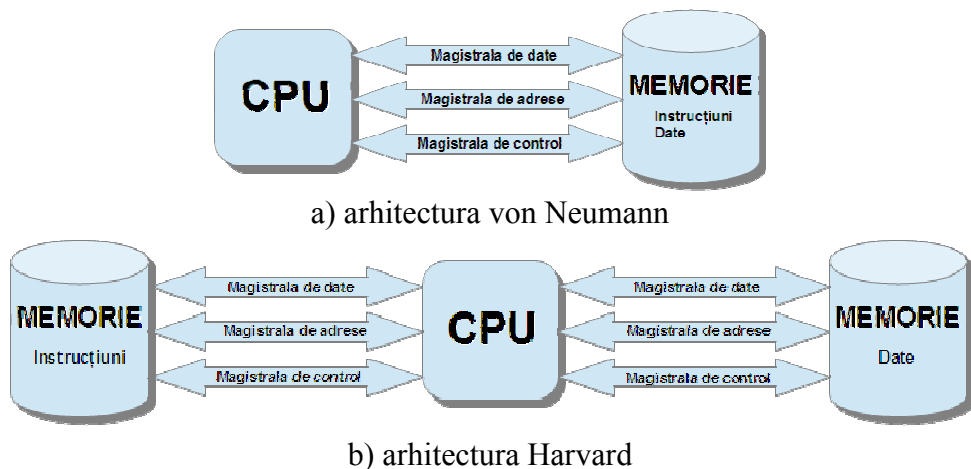 CPU
Magistrala de date
Magistrala de adrese
Magistrala de control
MEMORIE
Instrucțiuni
Date
a) arhitectura von Neumann
MEMORIE
Instrucțiuni
Magistrala de date
Magistrala de adrese
Magistrala de control
CPU
Magistrala de date
Magistrala de adrese
Magistrala de control
MEMORIE
Date
b) arhitectura Harvard